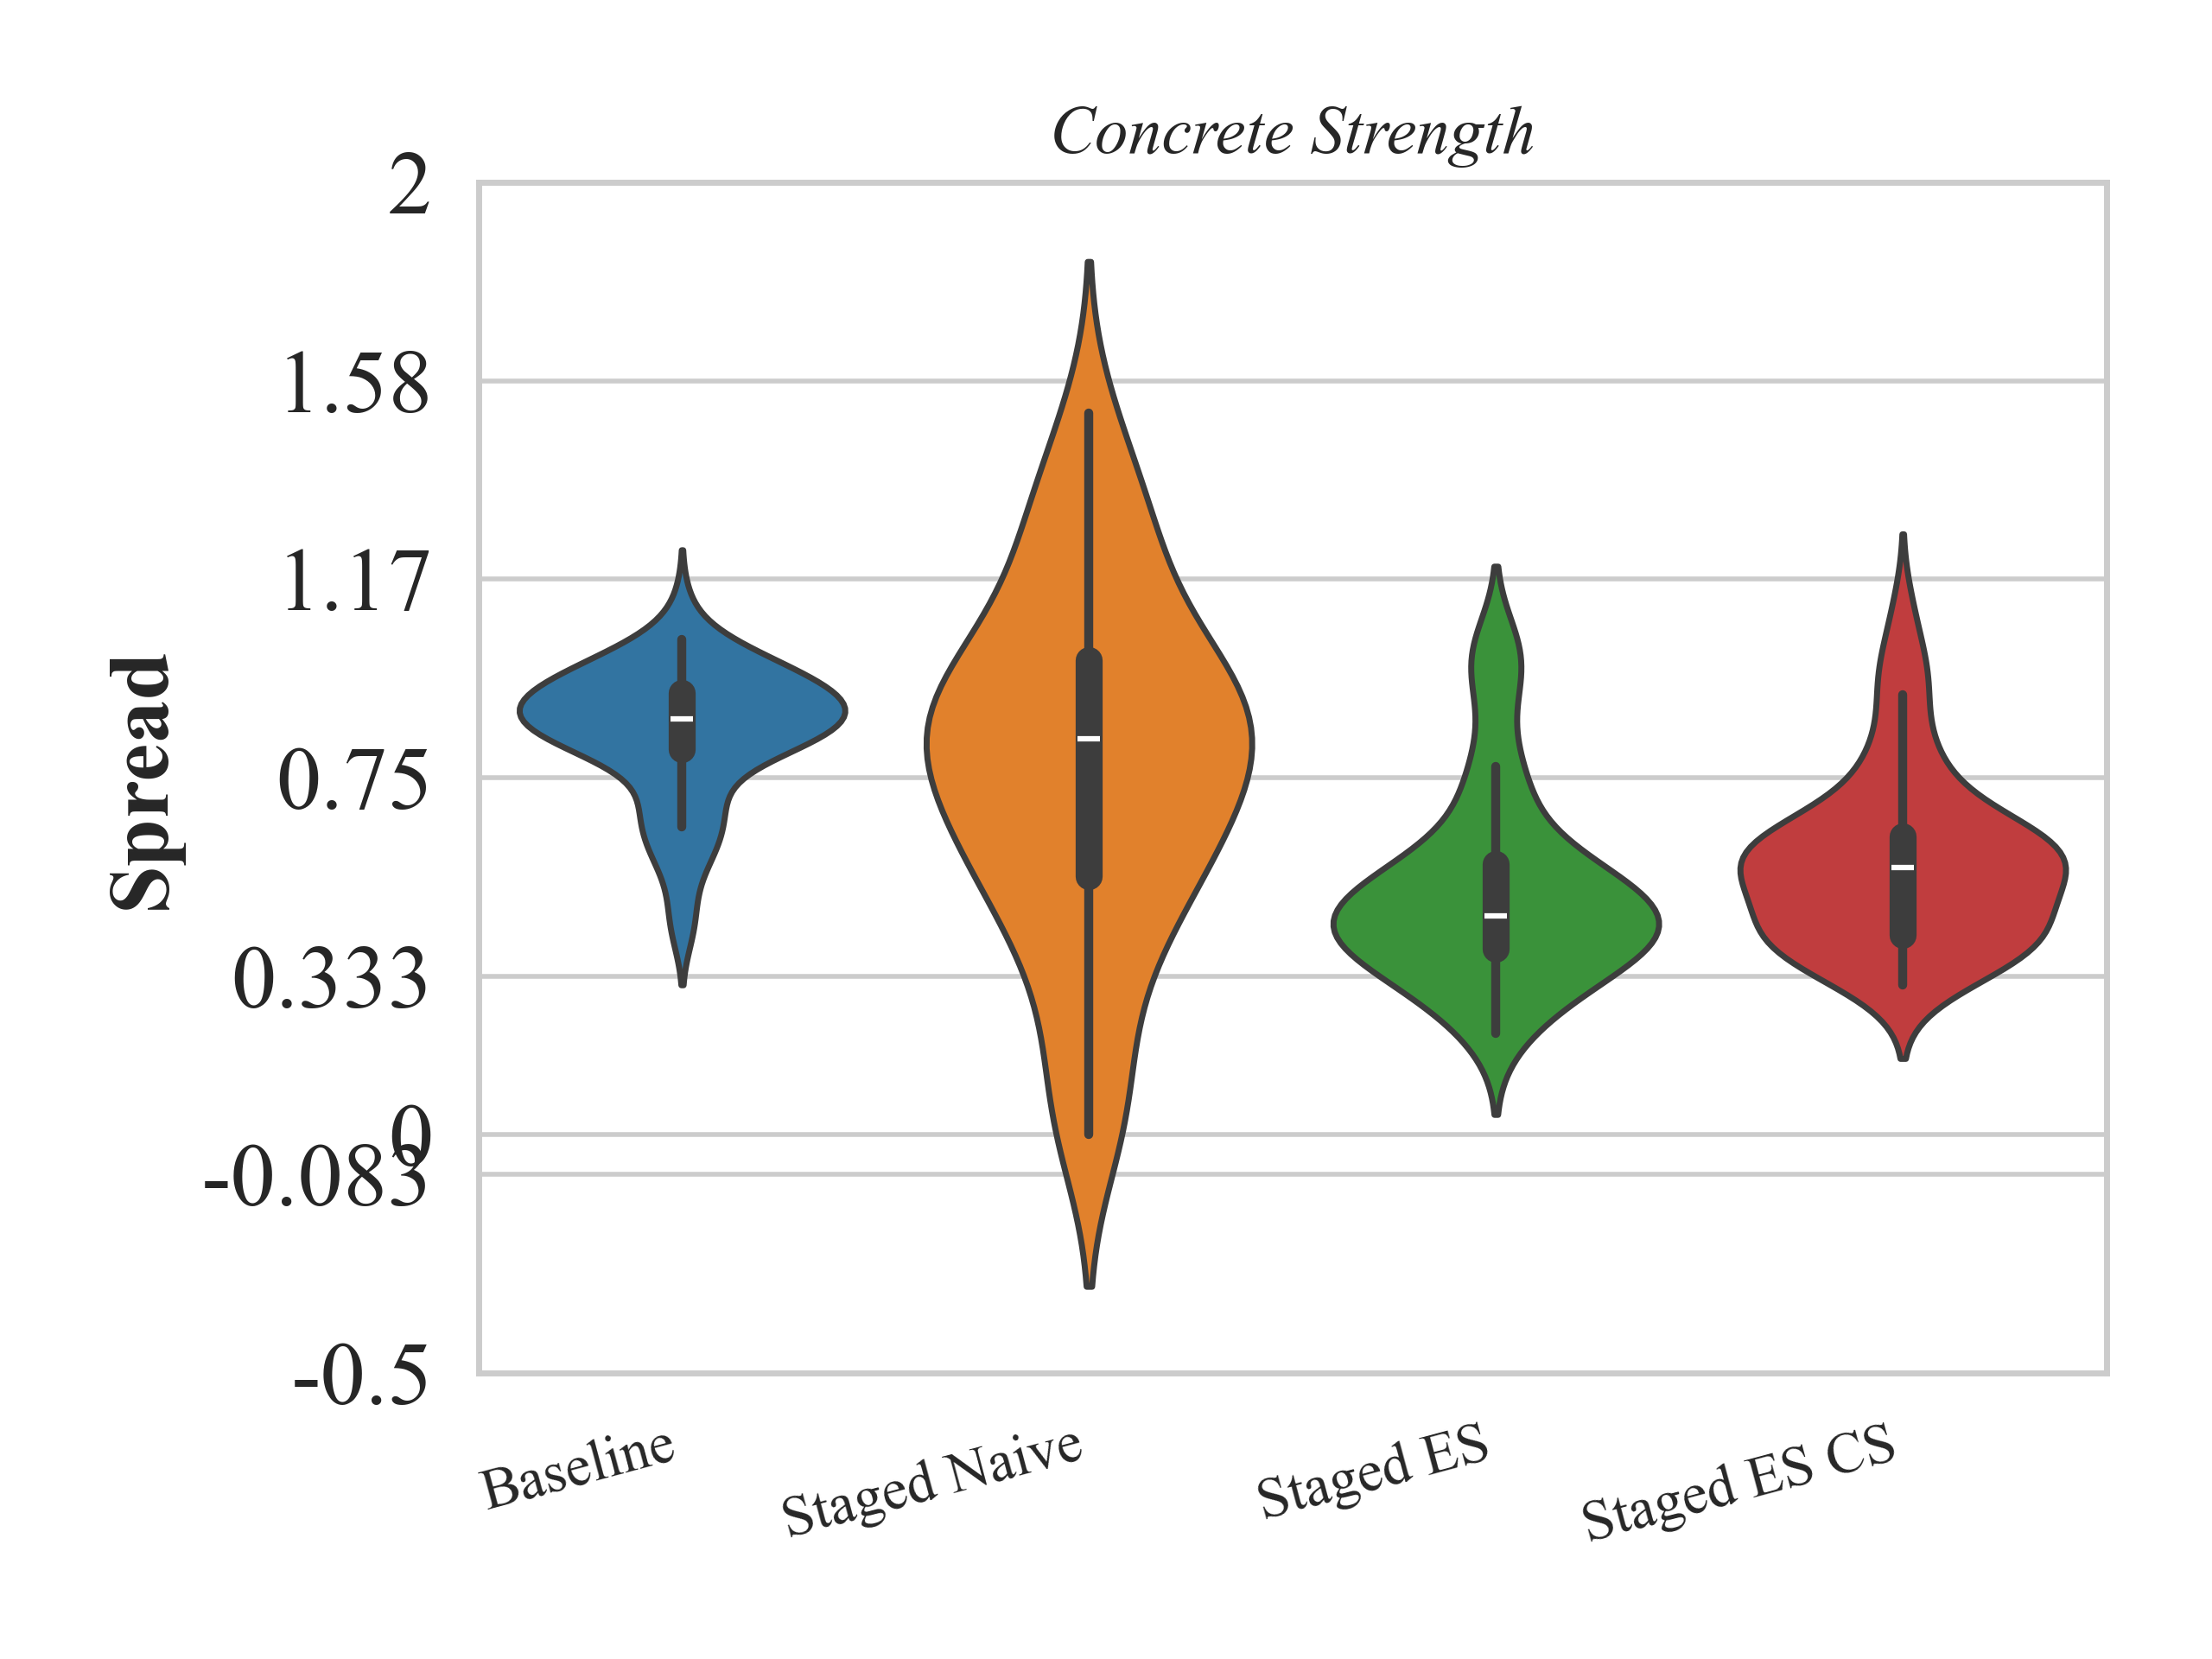 Concrete Strength
2
1.58
1.17
0.75
0.333
0
-0.083
-0.5
Spread
Baseline
Staged Naive
Staged ES
Staged ES CS